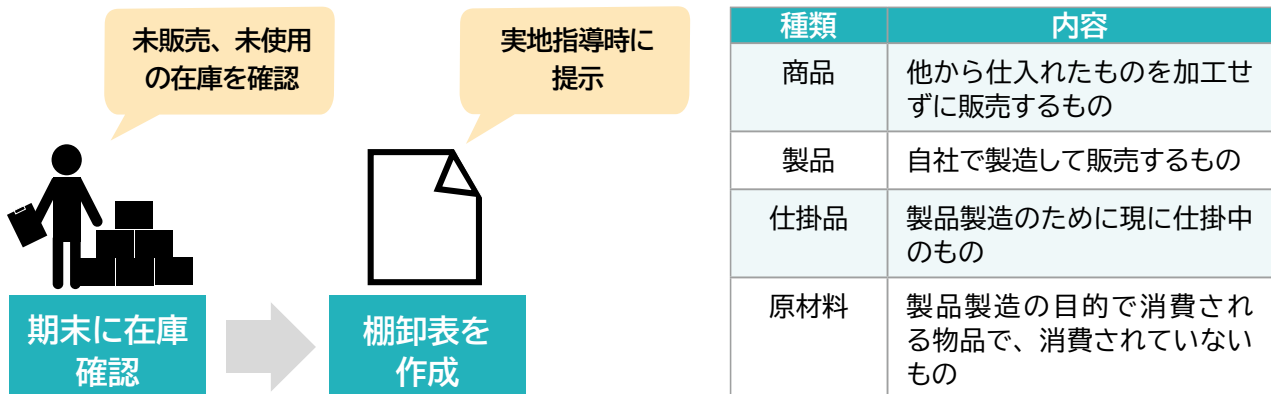 未販売、未使用
の在庫を確認
実地指導時に
提示
期末に在庫
確認
棚卸表を
作成
種類 内容
商品 他から仕入れたものを加工せ
ずに販売するもの
製品 自社で製造して販売するもの
仕掛品 製品製造のために現に仕掛中
のもの
原材料 製品製造の目的で消費され
る物品で、消費されていない
もの